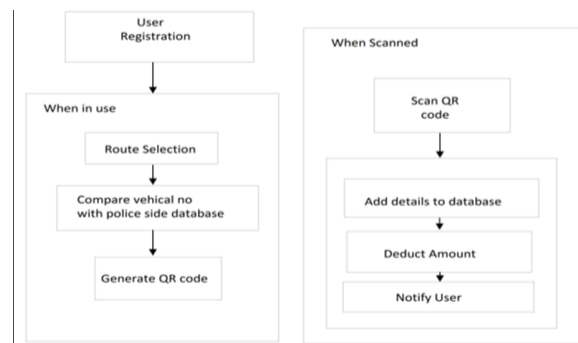 User
Registration
When in use
Route Selection
Compare vehical no
with police side database
Generate QR code
When Scanned
Scan QR
code
Add details to database
Deduct Amount
Notify User